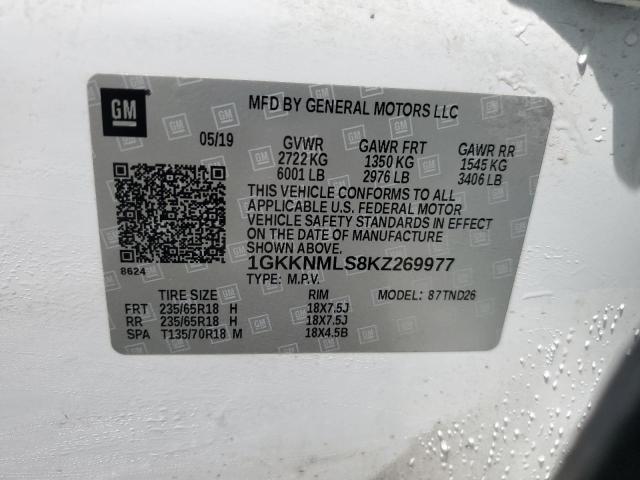 GM
MFD BY GENERAL MOTORS LLC
05/19 GVWR GAWR FRT GAWR RR
2722 KG 1350 KG 1545 KG
6001 LB 2976 LB 3406 LB
THIS VEHICLE CONFORMS TO ALL
APPLICABLE U.S. FEDERAL MOTOR
VEHICLE SAFETY STANDARDS IN EFFECT
ON THE DATE OF MANUFACTURE
SHOWN ABOVE.
8624
1GKKNMLS8KZ269977
TYPE: M.P.V.
TIRE SIZE RIM MODEL: 87TND26
FRT 235/65R18 H 18X7.5J
RR 235/65R18 H 18X7.5J
SPA T135/70R18 M 18X4.5B